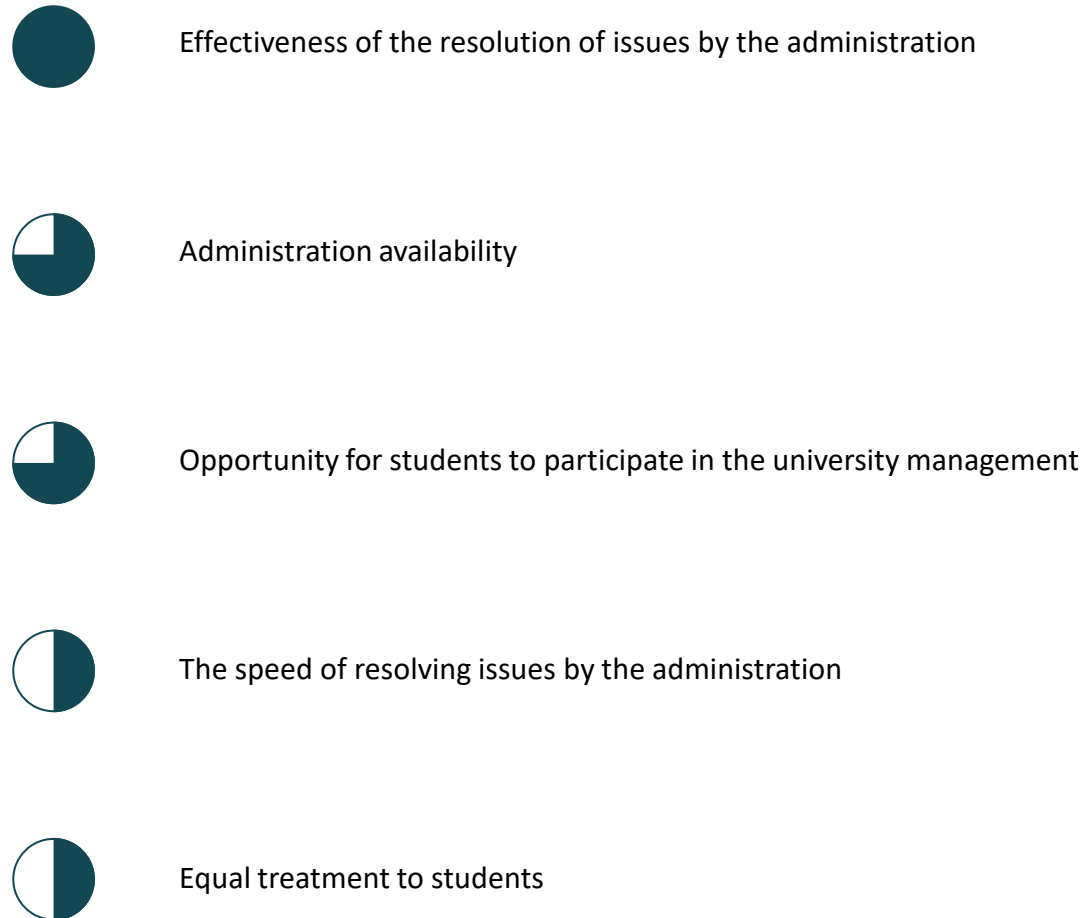 Effectiveness of the resolution of issues by the administration
Administration availability
Opportunity for students to participate in the university management
The speed of resolving issues by the administration
Equal treatment to students